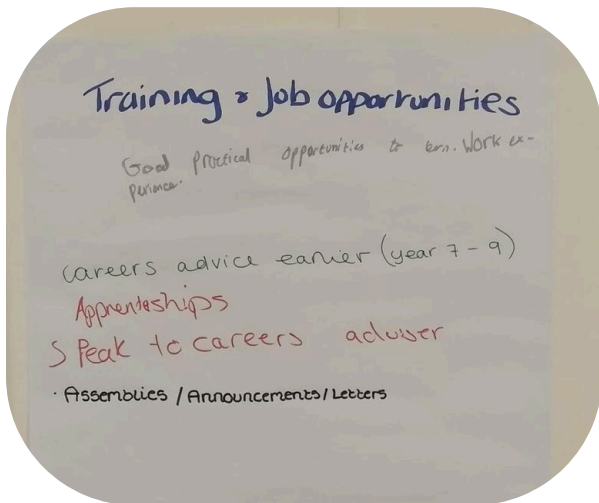 Training & Job opportunities
Good Practical opportunities to ern. Work ex-
perience.
careers advice earlier (year 7 - 9)
Apprenteships
Speak to careers adviser
· Assemblies / Announcements / Letters